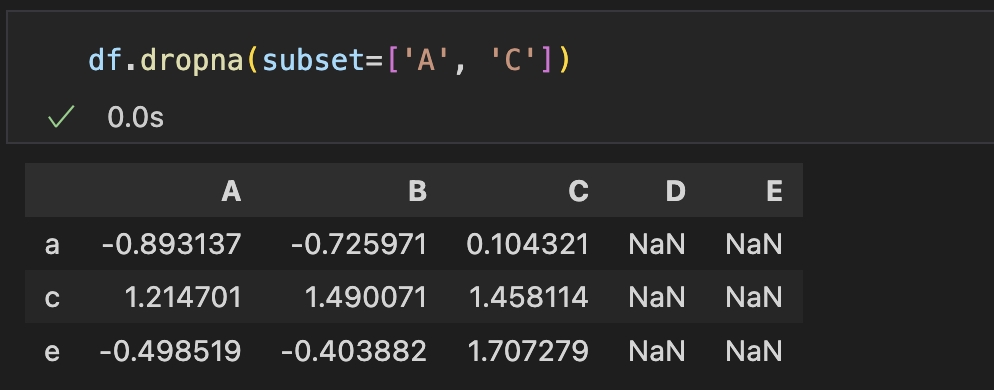 df.dropna(subset=['A', 'C'])
0.0s
A B C D E
a -0.893137 -0.725971 0.104321 NaN NaN
c 1.214701 1.490071 1.458114 NaN NaN
e -0.498519 -0.403882 1.707279 NaN NaN